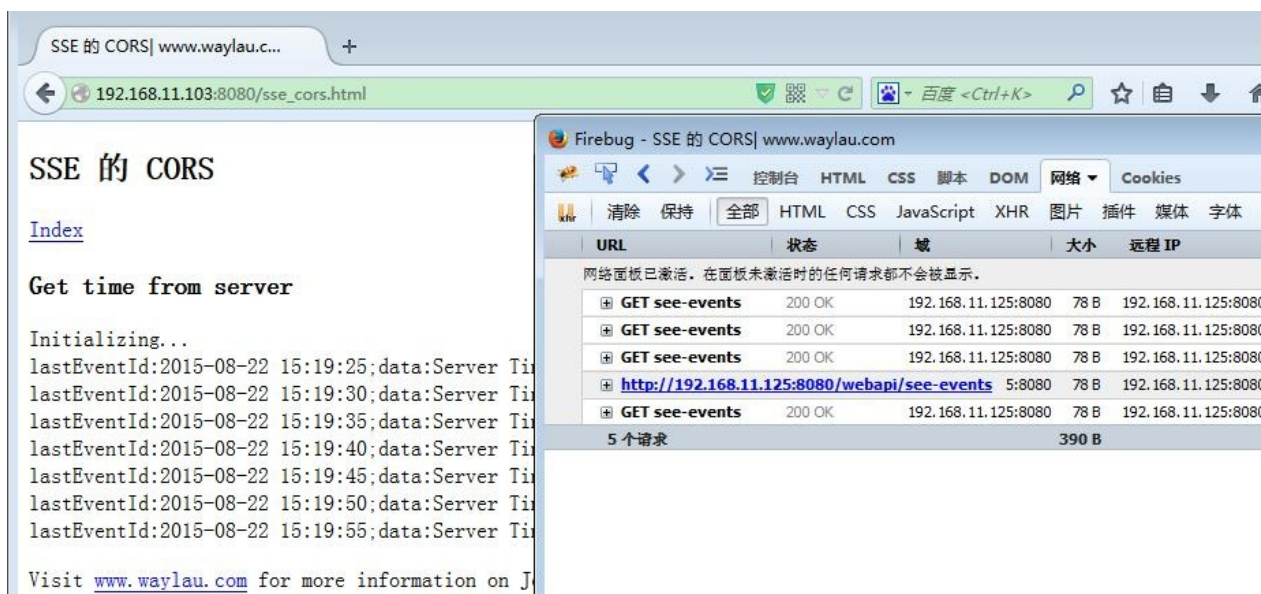 SSE 的 CORS| www.waylau.c...
192.168.11.103:8080/sse_cors.html
百度 <Ctrl+K>
SSE 的 CORS
Index
Get time from server
Initializing...
lastEventId:2015-08-22 15:19:25;data:Server
lastEventId:2015-08-22 15:19:30;data:Server
lastEventId:2015-08-22 15:19:35;data:Server
lastEventId:2015-08-22 15:19:40;data:Server
lastEventId:2015-08-22 15:19:45;data:Server
lastEventId:2015-08-22 15:19:50;data:Server
lastEventId:2015-08-22 15:19:55;data:Server
Visit www.waylau.com for more information on
Firebug - SSE 的 CORS| www.waylau.com
控制台 HTML CSS 脚本 DOM 网络 Cookies
xhr 清除 保持 全部 HTML CSS JavaScript XHR 图片 插件 媒体 字体
URL 状态 域 大小 远程 IP
网络面板已激活. 在面板未激活时的任何请求都不会被显示.
GET see-events 200 OK 192.168.11.125:8080 78 B 192.168.11.125:8080
GET see-events 200 OK 192.168.11.125:8080 78 B 192.168.11.125:8080
GET see-events 200 OK 192.168.11.125:8080 78 B 192.168.11.125:8080
http://192.168.11.125:8080/webapi/see-events 5:8080 78 B 192.168.11.125:8080
GET see-events 200 OK 192.168.11.125:8080 78 B 192.168.11.125:8080
5 个请求 390 B